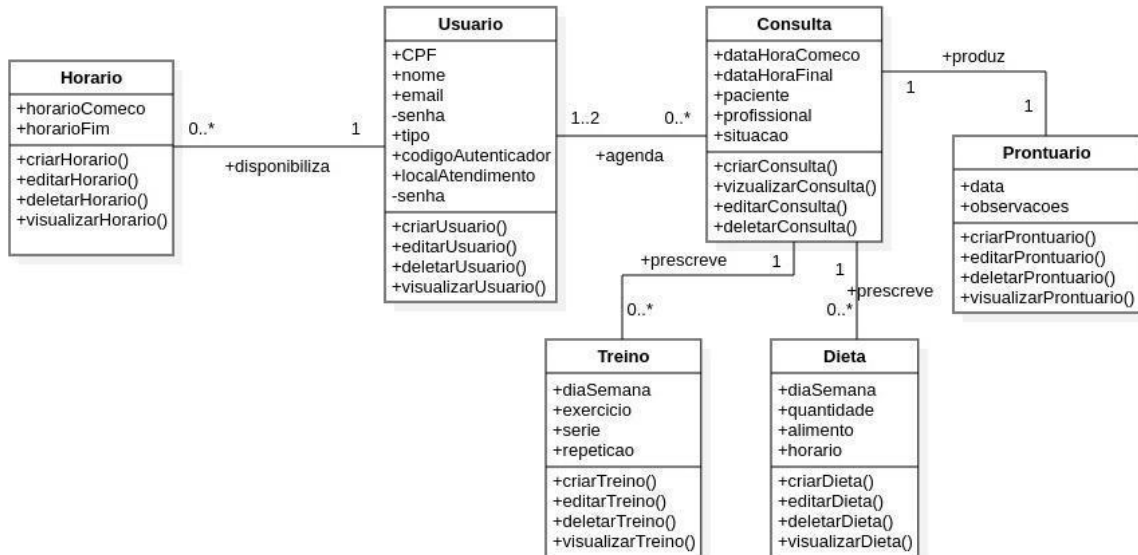 Horario
+horarioComeco
+horarioFim
+criarHorario()
+editarHorario()
+deletarHorario()
+visualizarHorario()
0..*
1
+disponibiliza
Usuario
+CPF
+nome
+email
-senha
+tipo
+codigoAutenticador
+localAtendimento
-senha
+criarUsuario()
+editarUsuario()
+deletarUsuario()
+visualizarUsuario()
1..2
0..*
+agenda
Consulta
+dataHoraComeco
+dataHoraFinal
+paciente
+profissional
+situacao
+criarConsulta()
+vizualizarConsulta()
+editarConsulta()
+deletarConsulta()
+produz
1
1
Prontuario
+data
+observacoes
+criarProntuario()
+editarProntuario()
+deletarProntuario()
+visualizarProntuario()
+prescreve
1
0..*
1
+prescreve
0..*
Treino
+diaSemana
+exercicio
+serie
+repeticao
+criarTreino()
+editarTreino()
+deletarTreino()
+visualizarTreino()
Dieta
+diaSemana
+quantidade
+alimento
+horario
+criarDieta()
+editarDieta()
+deletarDieta()
+visualizarDieta()